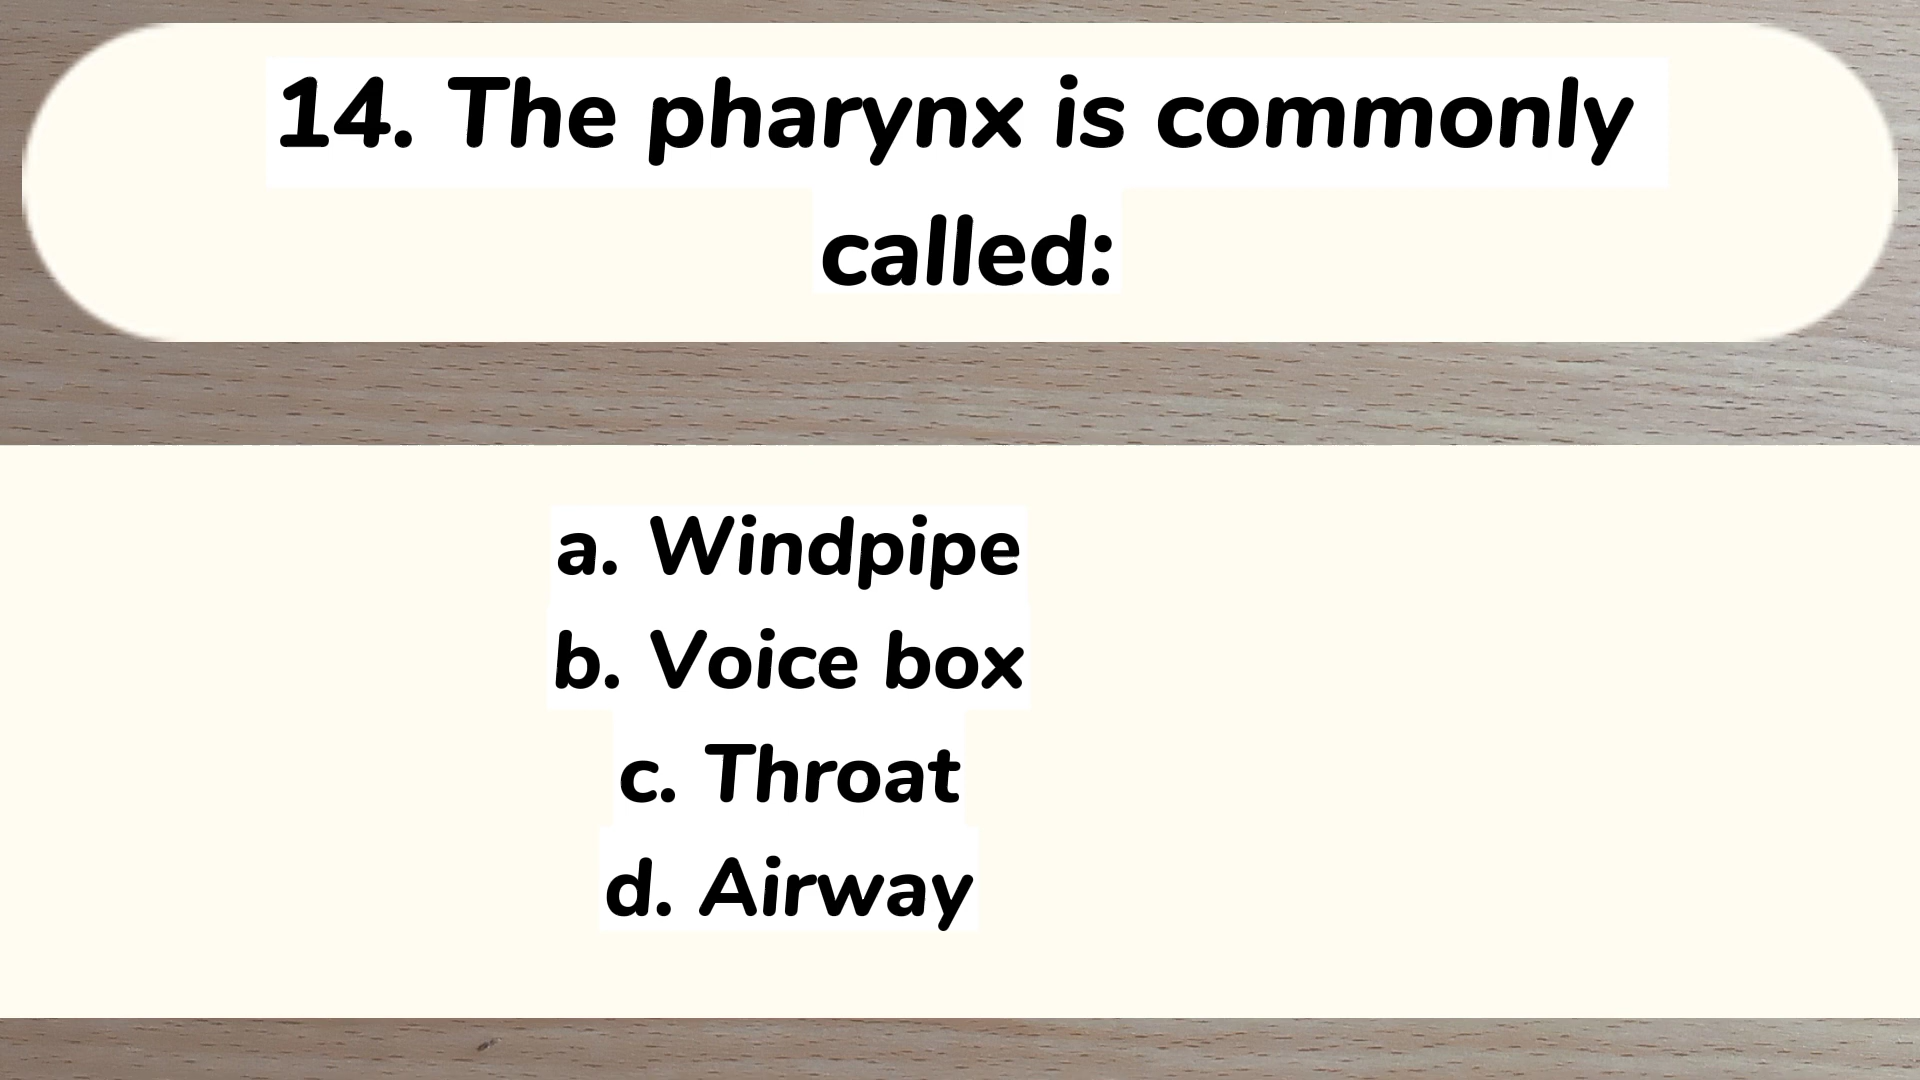 14. The pharynx is commonly
called:
a. Windpipe
b. Voice box
c. Throat
d. Airway